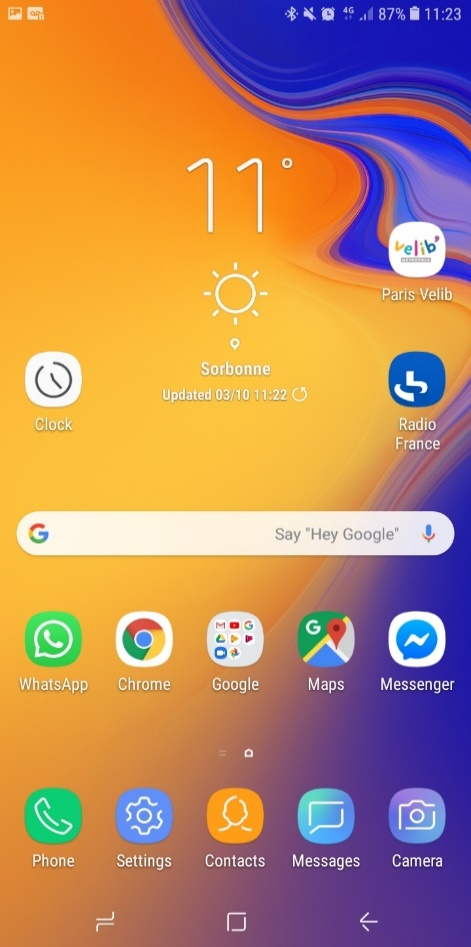 4G 87% 11:23
11°
velib'
Paris Velib
Sorbonne
Updated 03/10 11:22
Clock
Radio
France
G Say "Hey Google"
WhatsApp Chrome Google Maps Messenger
Phone Settings Contacts Messages Camera